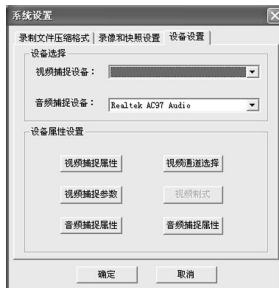 系统设置
录制文件压缩格式 录像和快照设置 设备设置
设备选择
视频捕捉设备：
音频捕捉设备： Realtek AC97 Audio
设备属性设置
视频捕捉属性 视频通道选择
视频捕捉参数 视频制式
音频捕捉属性 音频捕捉属性
确定 取消